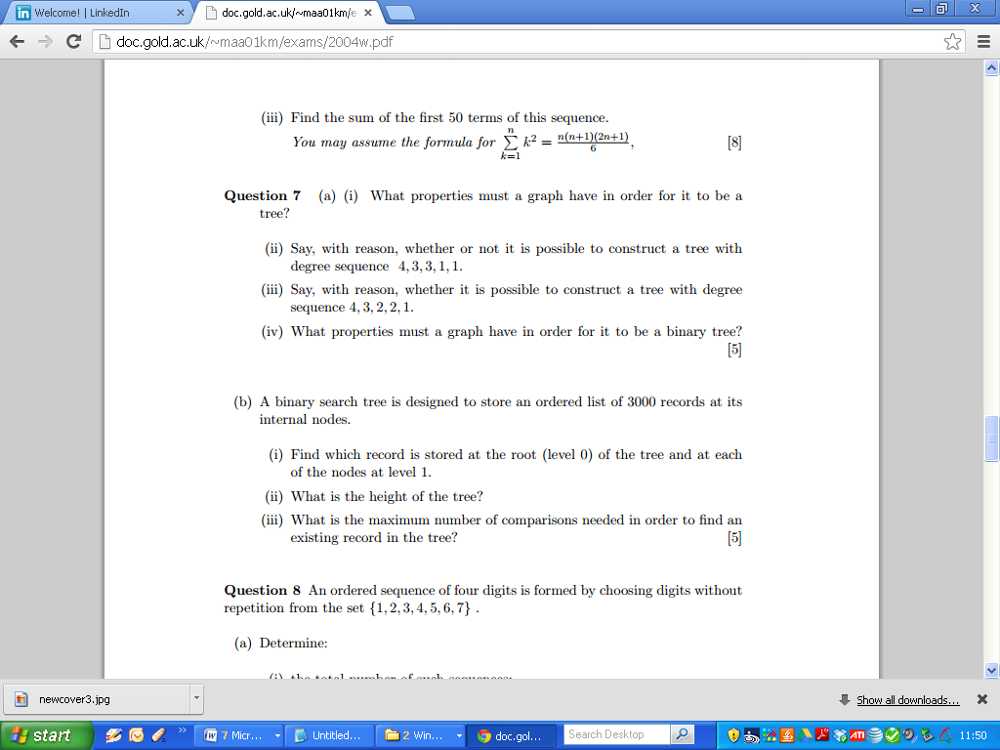 Welcome! | LinkedIn
doc.gold.ac.uk/~maa01km/e
doc.gold.ac.uk/~maa01km/exams/2004w.pdf
(iii) Find the sum of the first 50 terms of this sequence.
You may assume the formula for \sum_{k=1}^{n} k^2 = \frac{n(n+1)(2n+1)}{6}, [8]
Question 7 (a) (i) What properties must a graph have in order for it to be a
tree?
(ii) Say, with reason, whether or not it is possible to construct a tree with
degree sequence 4, 3, 3, 1, 1.
(iii) Say, with reason, whether it is possible to construct a tree with degree
sequence 4, 3, 2, 2, 1.
(iv) What properties must a graph have in order for it to be a binary tree?
[5]
(b) A binary search tree is designed to store an ordered list of 3000 records at its
internal nodes.
(i) Find which record is stored at the root (level 0) of the tree and at each
of the nodes at level 1.
(ii) What is the height of the tree?
(iii) What is the maximum number of comparisons needed in order to find an
existing record in the tree? [5]
Question 8 An ordered sequence of four digits is formed by choosing digits without
repetition from the set {1, 2, 3, 4, 5, 6, 7} .
(a) Determine:
(i) the total number of such sequences;
newcover3.jpg
Show all downloads...
start
7 Micr...
Untitled...
2 Win...
doc.gol...
Search Desktop
ATI
11:50